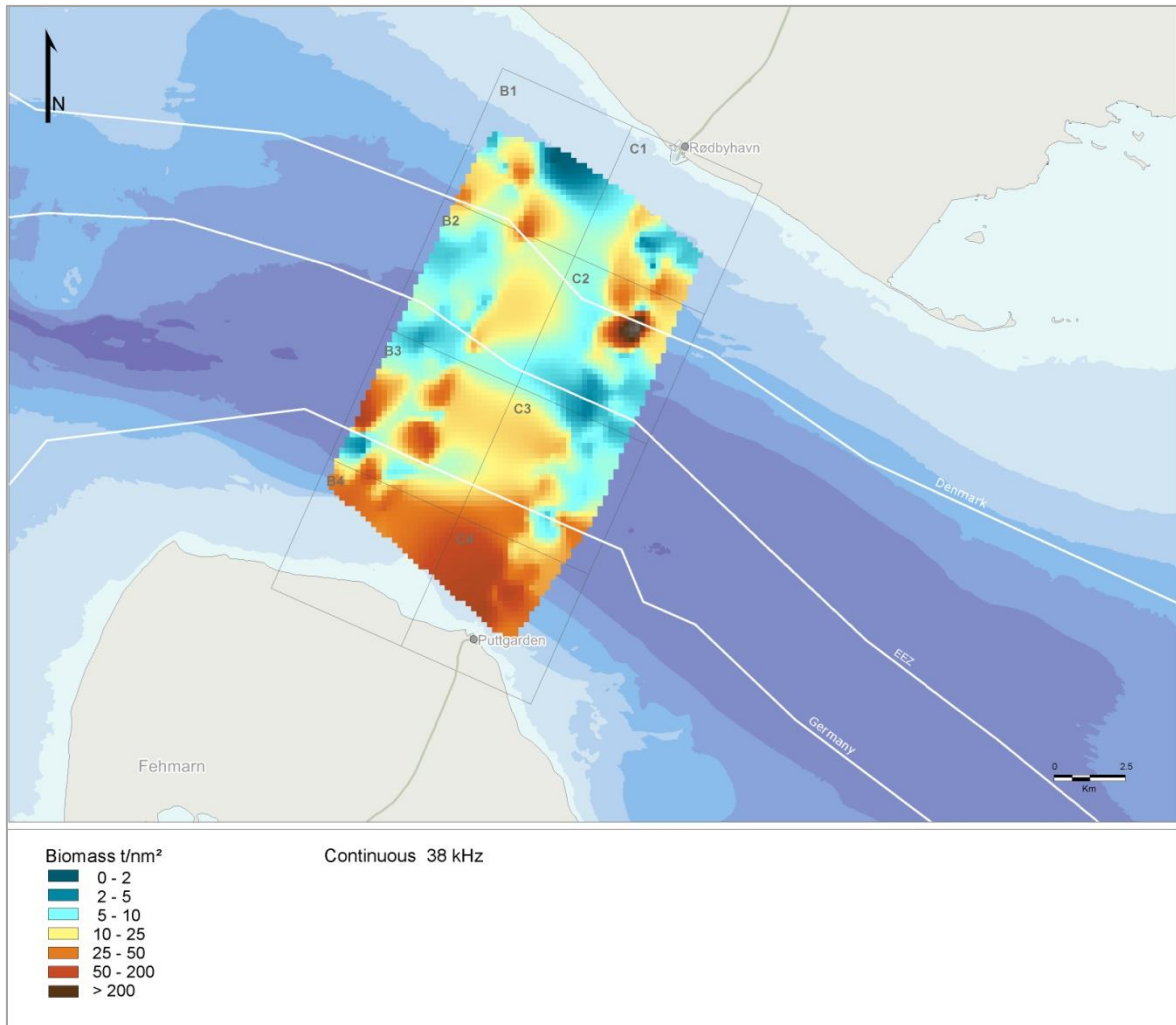 N
B1
C1
Rødbyhavn
B2
C2
B3
C3
B4
C4
Denmark
EEZ
Germany
Puttgarden
Fehmarn
0 2.5
Km
Biomass t/nm²
Continuous 38 kHz
0 - 2
2 - 5
5 - 10
10 - 25
25 - 50
50 - 200
> 200